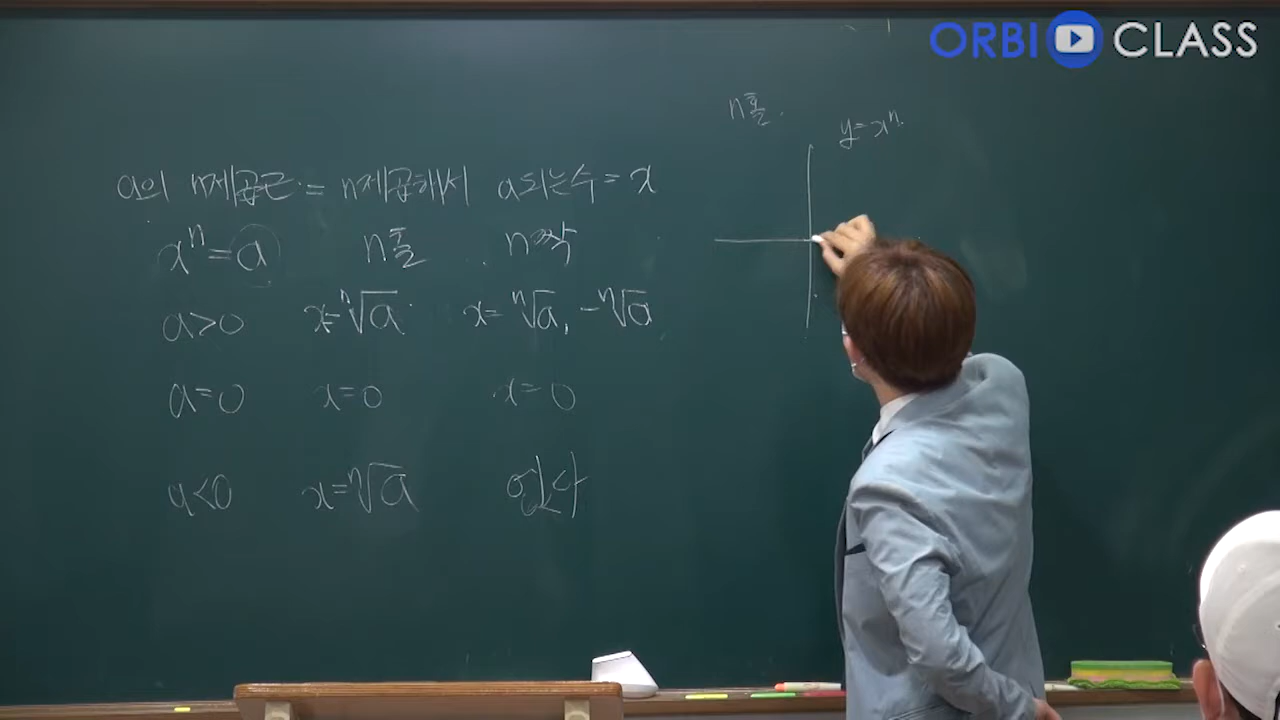 ORBI CLASS
n홀.
y=xⁿ
a의 n제곱근 = n제곱해서 a되는수 = x
xⁿ=a n홀 n짝
a>0 x=ⁿ√a x=ⁿ√a, -ⁿ√a
a=0 x=0 x=0
a<0 x=ⁿ√a 없다